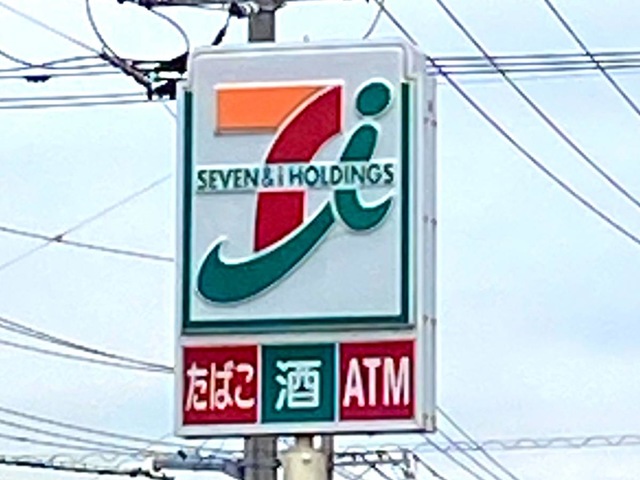 SEVEN&i HOLDINGS
たばこ 酒 ATM